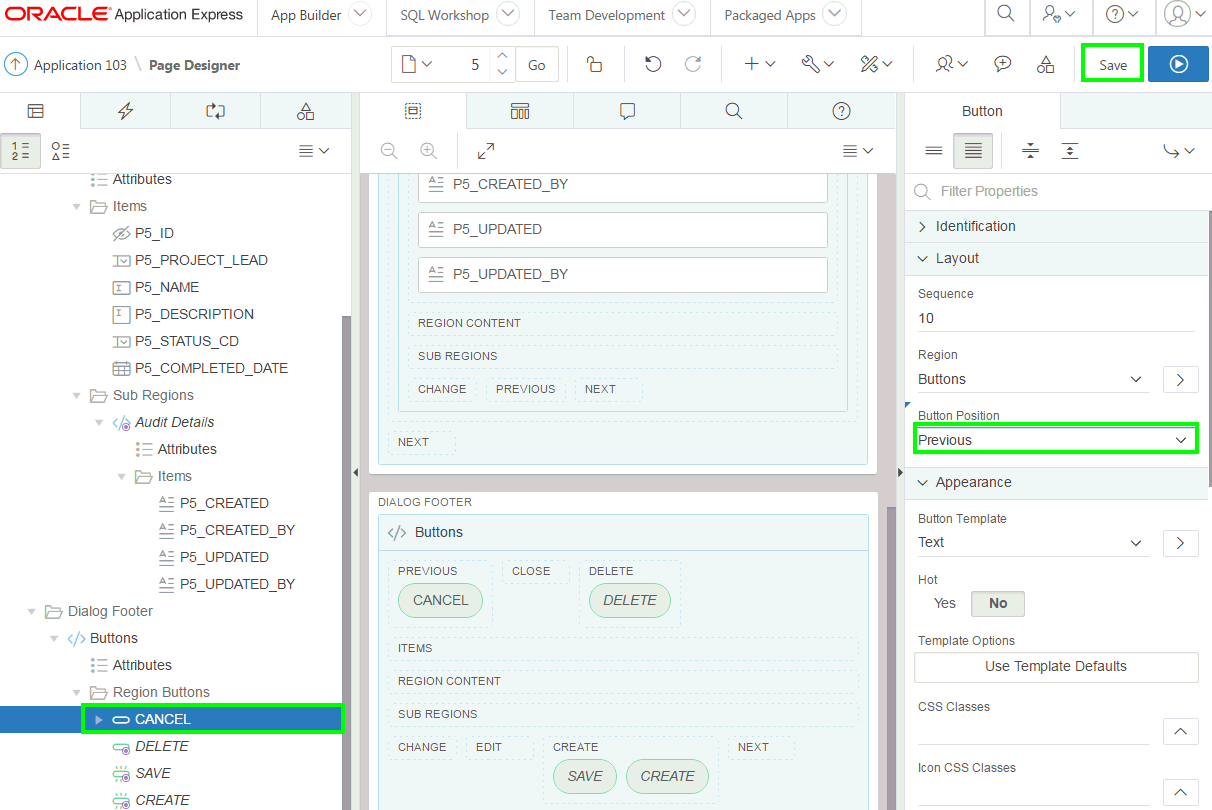 ORACLE® Application Express
App Builder
SQL Workshop
Team Development
Packaged Apps
Application 103 \ Page Designer
5
Go
Save
Attributes
Items
P5_ID
P5_PROJECT_LEAD
P5_NAME
P5_DESCRIPTION
P5_STATUS_CD
P5_COMPLETED_DATE
Sub Regions
Audit Details
Attributes
Items
P5_CREATED
P5_CREATED_BY
P5_UPDATED
P5_UPDATED_BY
Dialog Footer
Buttons
Attributes
Region Buttons
CANCEL
DELETE
SAVE
CREATE
P5_CREATED_BY
P5_UPDATED
P5_UPDATED_BY
REGION CONTENT
SUB REGIONS
CHANGE PREVIOUS NEXT
NEXT
DIALOG FOOTER
Buttons
PREVIOUS CLOSE DELETE
CANCEL DELETE
ITEMS
REGION CONTENT
SUB REGIONS
CHANGE EDIT CREATE NEXT
SAVE CREATE
Button
Filter Properties
Identification
Layout
Sequence
10
Region
Buttons
Button Position
Previous
Appearance
Button Template
Text
Hot
Yes No
Template Options
Use Template Defaults
CSS Classes
Icon CSS Classes